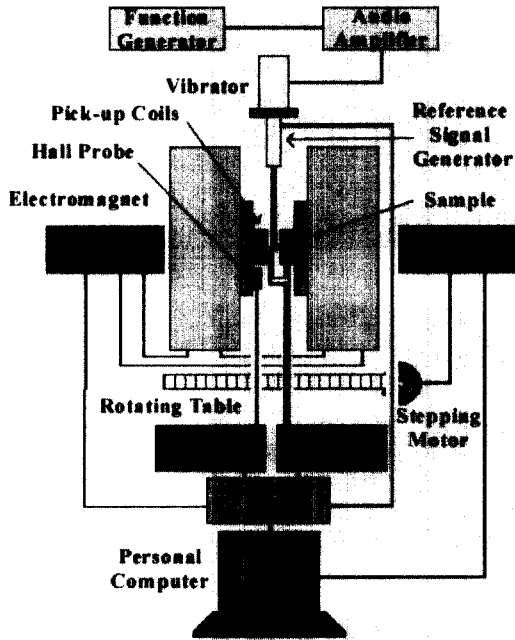 Function
Generator
Audio
Amplifier
Vibrator
Pick-up Coils
Hall Probe
Electromagnet
Reference
Signal
Generator
Sample
Rotating Table
Stepping
Motor
Personal
Computer